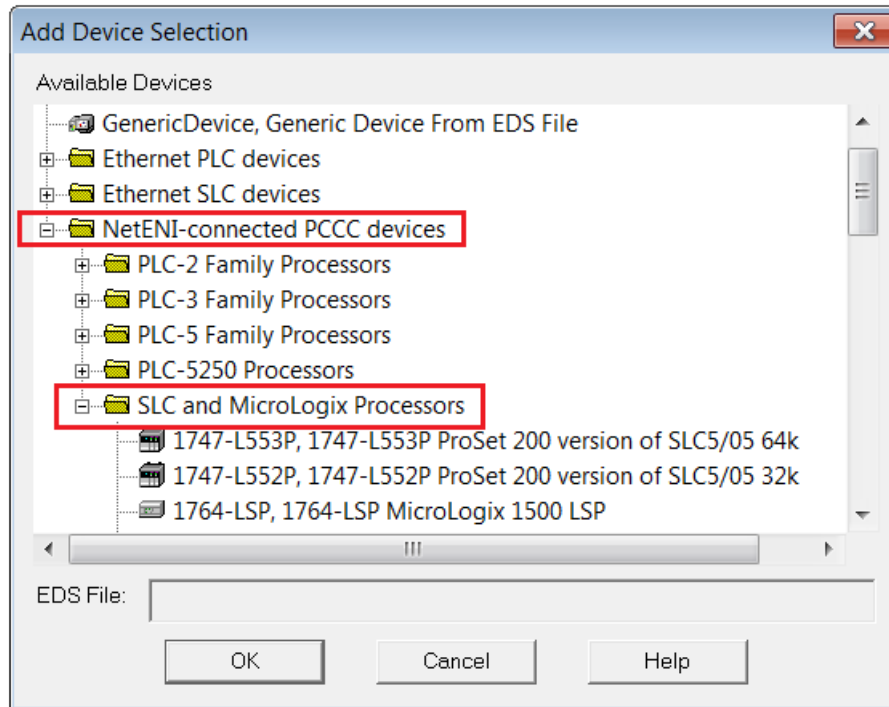 Add Device Selection
Available Devices
GenericDevice, Generic Device From EDS File
Ethernet PLC devices
Ethernet SLC devices
NetENI-connected PCCC devices
PLC-2 Family Processors
PLC-3 Family Processors
PLC-5 Family Processors
PLC-5250 Processors
SLC and MicroLogix Processors
1747-L553P, 1747-L553P ProSet 200 version of SLC5/05 64k
1747-L552P, 1747-L552P ProSet 200 version of SLC5/05 32k
1764-LSP, 1764-LSP MicroLogix 1500 LSP
EDS File:
OK Cancel Help